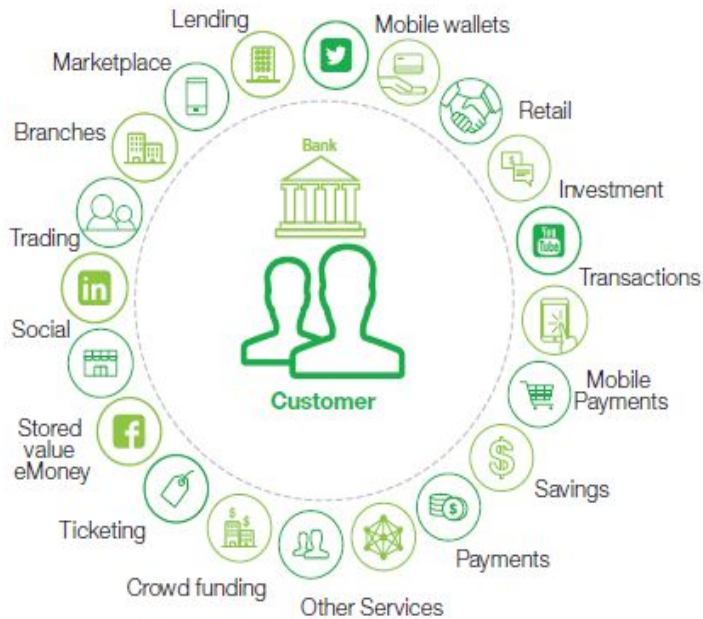 Lending
Mobile wallets
Marketplace
Retail
Branches
Bank
Investment
You
Tube
Trading
in
Transactions
Social
Mobile
Payments
Customer
Stored
value
eMoney
f
Savings
Ticketing
Payments
Crowd funding
Other Services
$
$
$
$
$